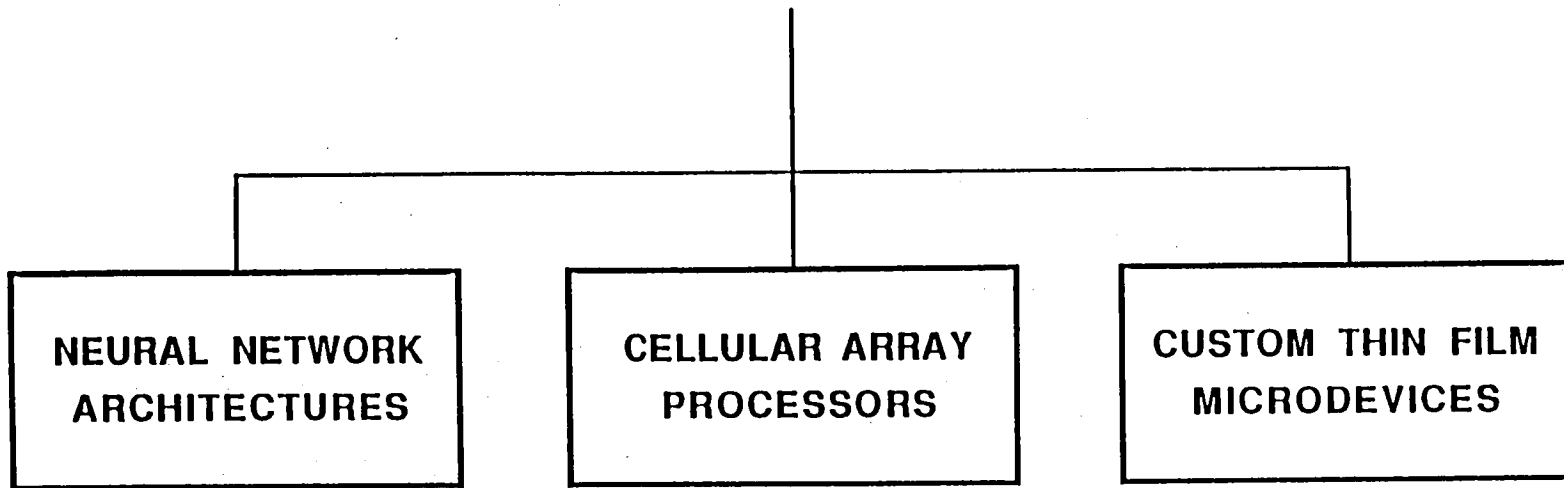 NEURAL NETWORK
ARCHITECTURES
CELLULAR ARRAY
PROCESSORS
CUSTOM THIN FILM
MICRODEVICES